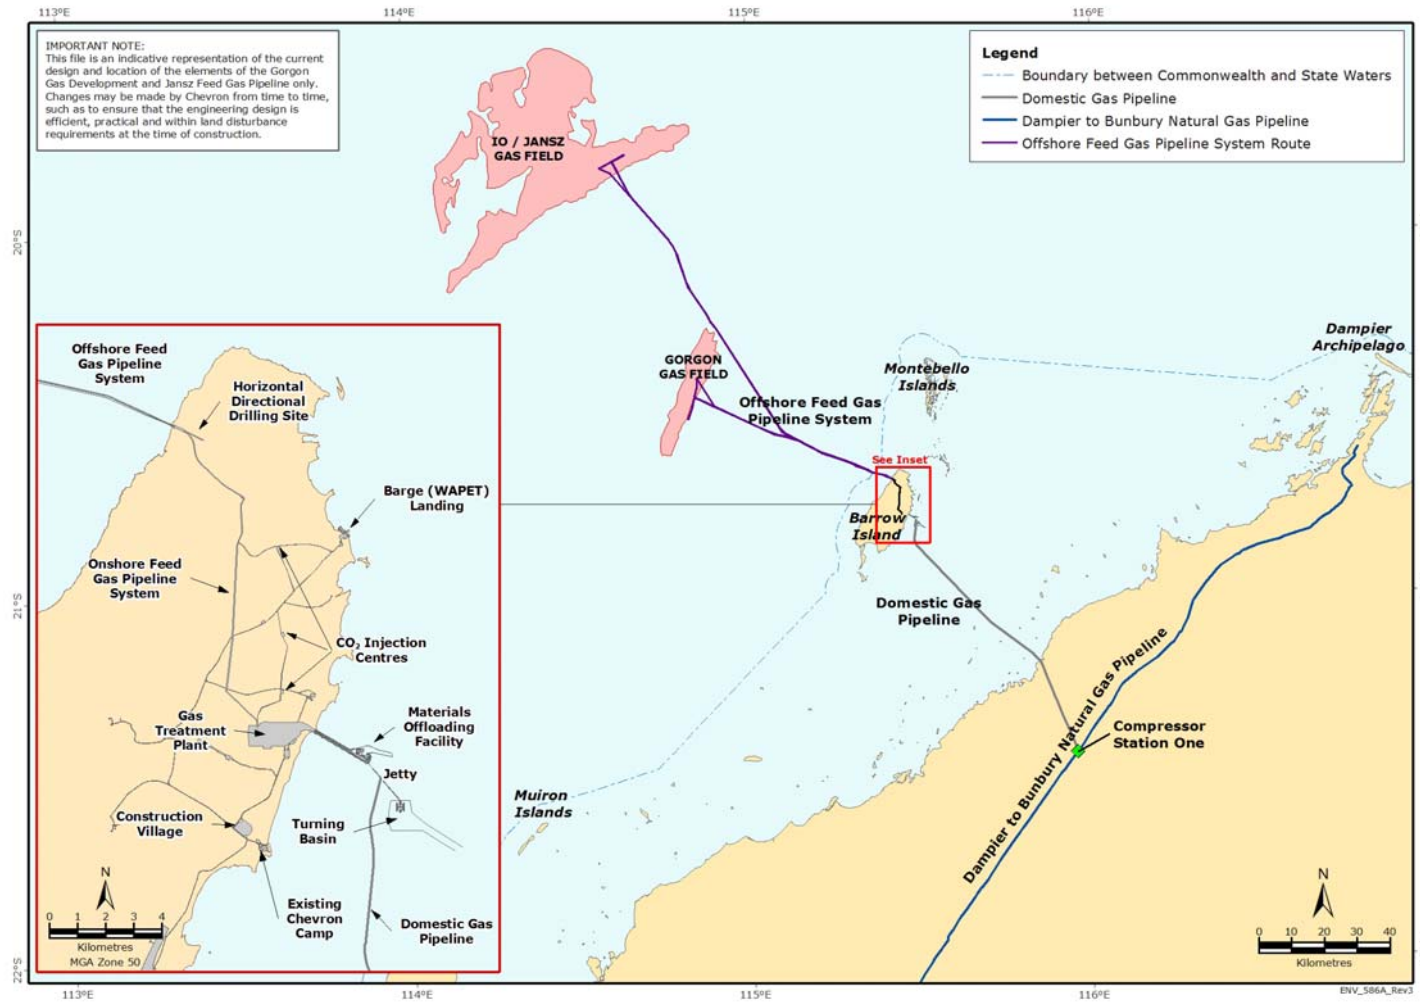 113°E
114°E
115°E
116°E
IMPORTANT NOTE:
This file is an indicative representation of the current
design and location of the elements of the Gorgon
Gas Development and Jansz Feed Gas Pipeline only.
Changes may be made by Chevron from time to time,
such as to ensure that the engineering design is
efficient, practical and within land disturbance
requirements at the time of construction.
Legend
Boundary between Commonwealth and State Waters
Domestic Gas Pipeline
Dampier to Bunbury Natural Gas Pipeline
Offshore Feed Gas Pipeline System Route
IO / JANSZ
GAS FIELD
20°S
GORGON
GAS FIELD
Offshore Feed Gas
Pipeline System
Montebello
Islands
Dampier
Archipelago
See Inset
Barrow
Island
Domestic Gas
Pipeline
Dampier to Bunbury Natural Gas Pipeline
Compressor
Station One
Muiron
Islands
21°S
22°S
Offshore Feed
Gas Pipeline
System
Horizontal
Directional
Drilling Site
Barge (WAPET)
Landing
Onshore Feed
Gas Pipeline
System
CO₂ Injection
Centres
Gas
Treatment
Plant
Materials
Offloading
Facility
Jetty
Construction
Village
Turning
Basin
Existing
Chevron
Camp
Domestic Gas
Pipeline
N
0 1 2 3 4
Kilometres
MGA Zone 50
N
0 10 20 30 40
Kilometres
113°E
114°E
115°E
116°E
ENV_586A_Rev3